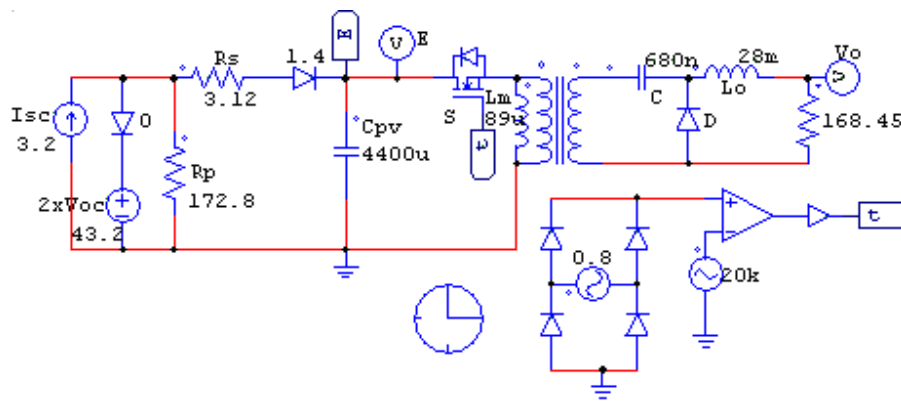 E
V E
1.4
680n
28m
Vo
V
Rs
3.12
Lm
89u
C
Lo
Isc
3.2
0
S
D
Cpv
4400u
168.45
Rp
172.8
t
2xVoc
43.2
0.8
20k
t